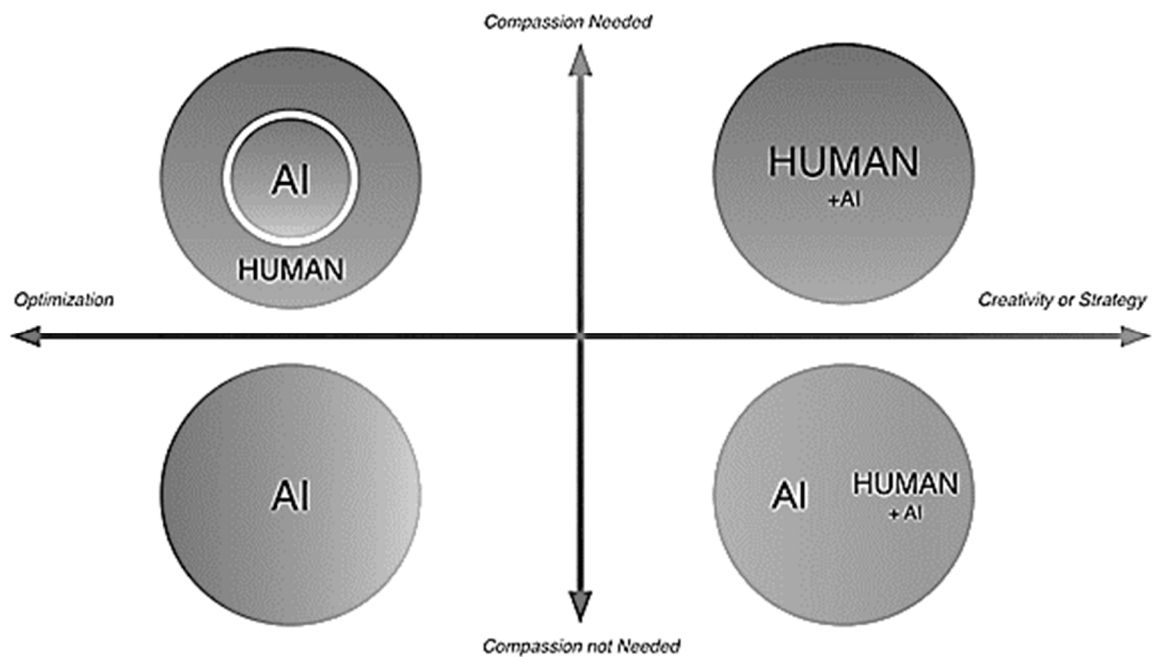 Compassion Needed
AI
HUMAN
HUMAN
+AI
Optimization
Creativity or Strategy
AI
AI
HUMAN
+ AI
Compassion not Needed